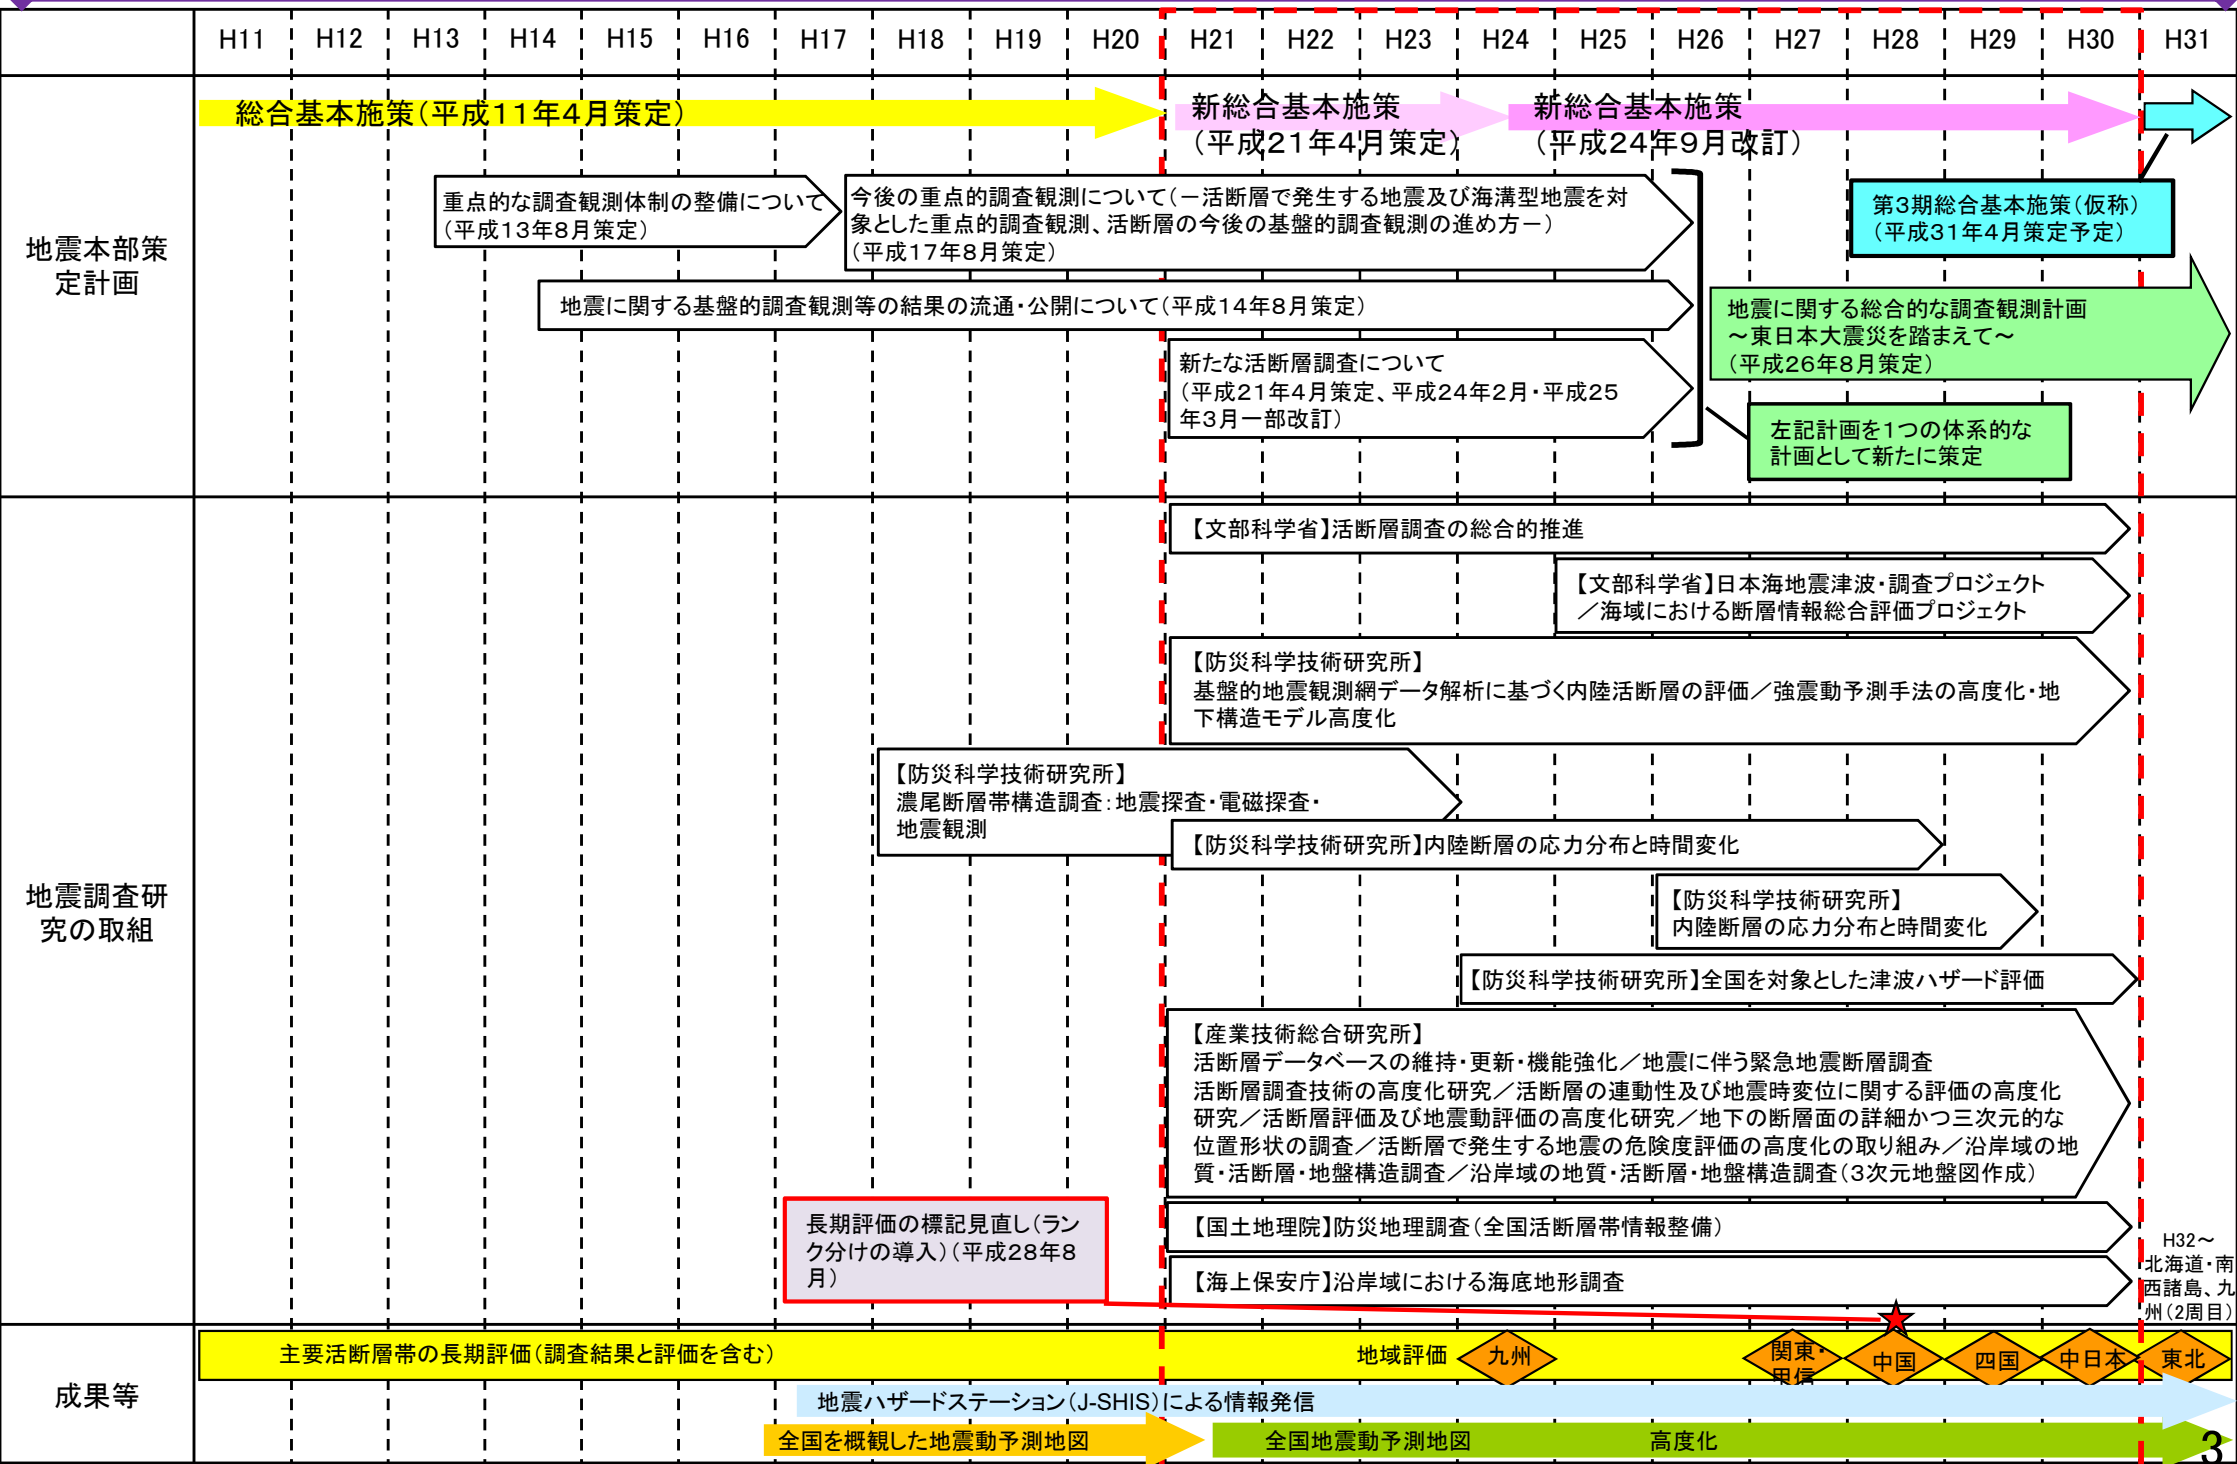 H11 H12 H13 H14 H15 H16 H17 H18 H19 H20 H21 H22 H23 H24 H25 H26 H27 H28 H29 H30 H31
地震本部策
定計画
総合基本施策(平成11年4月策定)
新総合基本施策
(平成21年4月策定)
新総合基本施策
(平成24年9月改訂)
重点的な調査観測体制の整備について
(平成13年8月策定)
今後の重点的調査観測について(-活断層で発生する地震及び海溝型地震を対
象とした重点的調査観測、活断層の今後の基盤的調査観測の進め方-)
(平成17年8月策定)
第3期総合基本施策(仮称)
(平成31年4月策定予定)
地震に関する基盤的調査観測等の結果の流通・公開について(平成14年8月策定)
地震に関する総合的な調査観測計画
~東日本大震災を踏まえて~
(平成26年8月策定)
新たな活断層調査について
(平成21年4月策定、平成24年2月・平成25
年3月一部改訂)
左記計画を1つの体系的な
計画として新たに策定
地震調査研
究の取組
【文部科学省】活断層調査の総合的推進
【文部科学省】日本海地震津波・調査プロジェクト
/海域における断層情報総合評価プロジェクト
【防災科学技術研究所】
基盤的地震観測網データ解析に基づく内陸活断層の評価/強震動予測手法の高度化・地
下構造モデル高度化
【防災科学技術研究所】
濃尾断層帯構造調査:地震探査・電磁探査・
地震観測
【防災科学技術研究所】内陸断層の応力分布と時間変化
【防災科学技術研究所】
内陸断層の応力分布と時間変化
【防災科学技術研究所】全国を対象とした津波ハザード評価
【産業技術総合研究所】
活断層データベースの維持・更新・機能強化/地震に伴う緊急地震断層調査
活断層調査技術の高度化研究/活断層の連動性及び地震時変位に関する評価の高度化
研究/活断層評価及び地震動評価の高度化研究/地下の断層面の詳細かつ三次元的な
位置形状の調査/活断層で発生する地震の危険度評価の高度化の取り組み/沿岸域の地
質・活断層・地盤構造調査/沿岸域の地質・活断層・地盤構造調査(3次元地盤図作成)
長期評価の標記見直し(ラン
ク分けの導入)(平成28年8
月)
【国土地理院】防災地理調査(全国活断層帯情報整備)
【海上保安庁】沿岸域における海底地形調査
H32~
北海道・南
西諸島、九
州(2周目)
成果等
主要活断層帯の長期評価(調査結果と評価を含む)
地域評価
九州
関東・
甲信
中国
四国
中日本
東北
地震ハザードステーション(J-SHIS)による情報発信
全国を概観した地震動予測地図
全国地震動予測地図
高度化
3